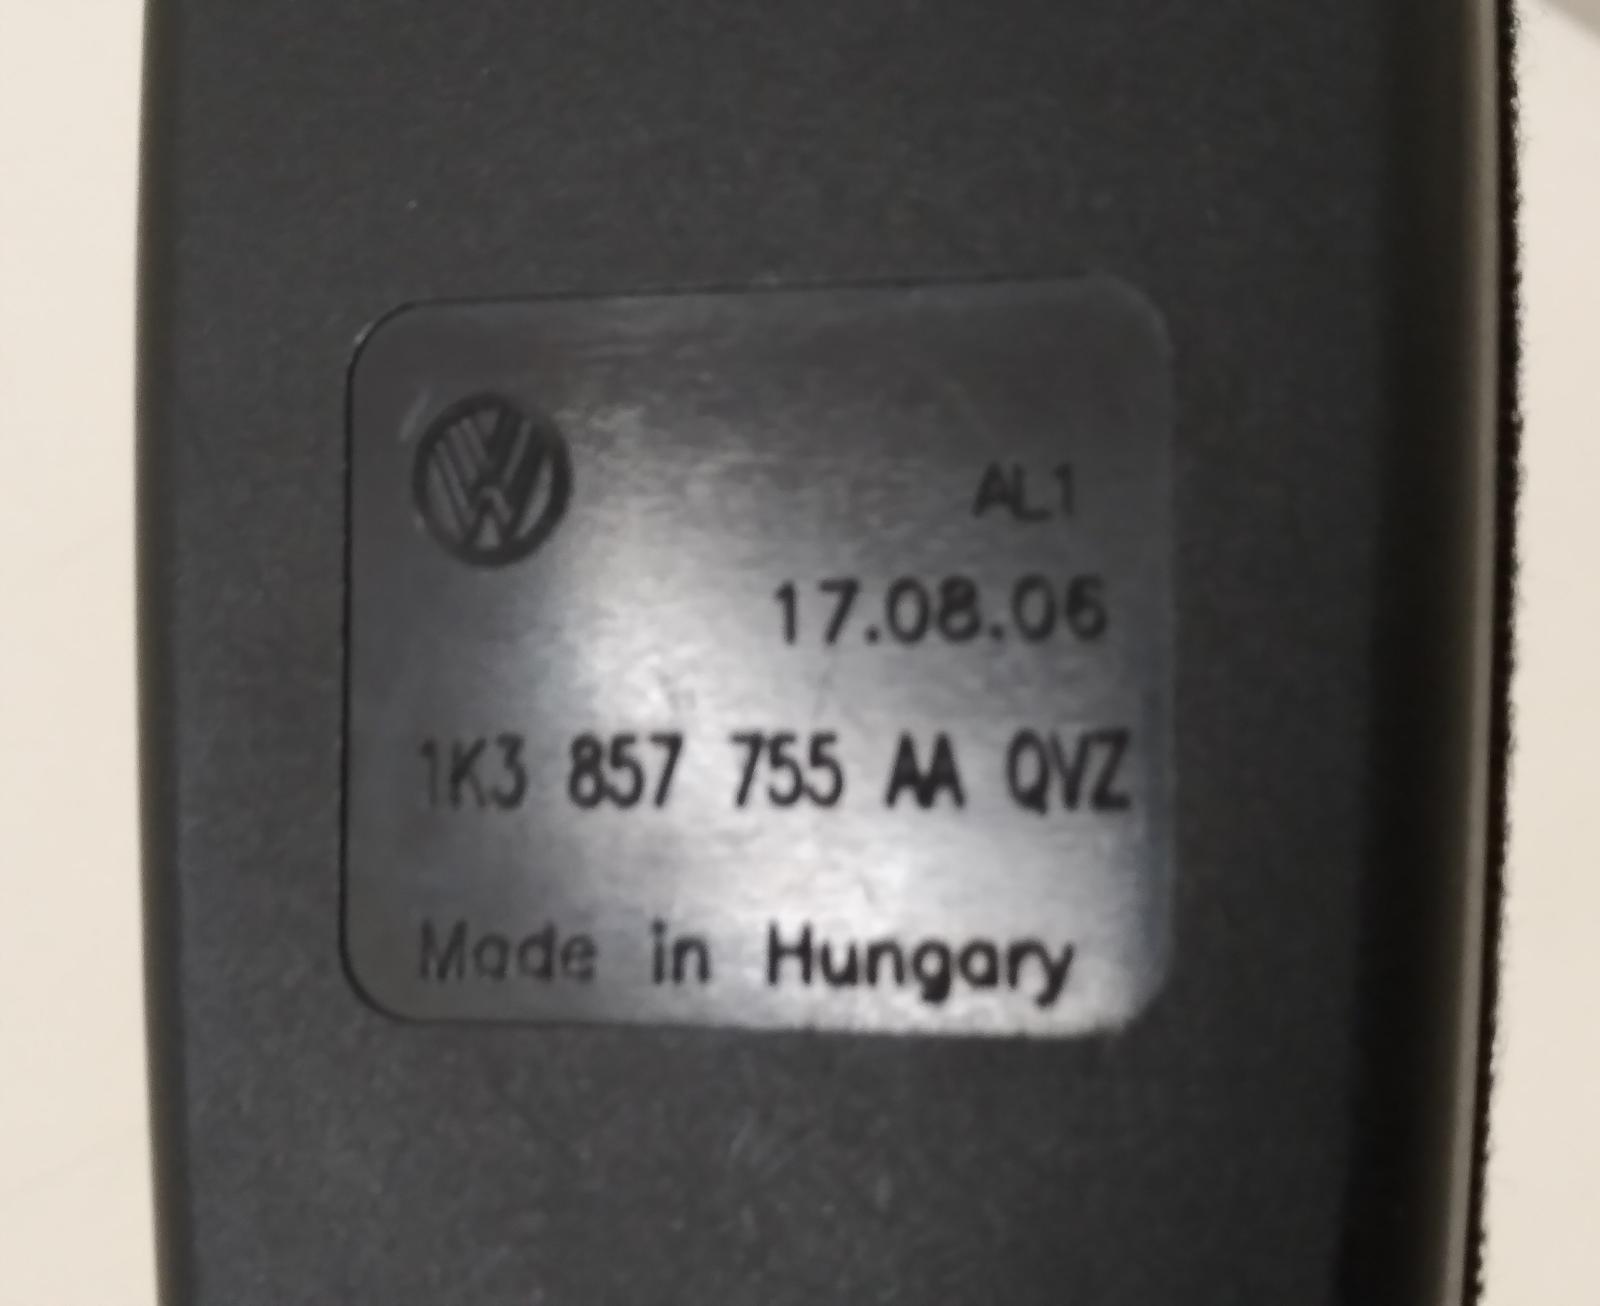 AL1
17.08.06
1K3 857 755 AA QVZ
Made in Hungary